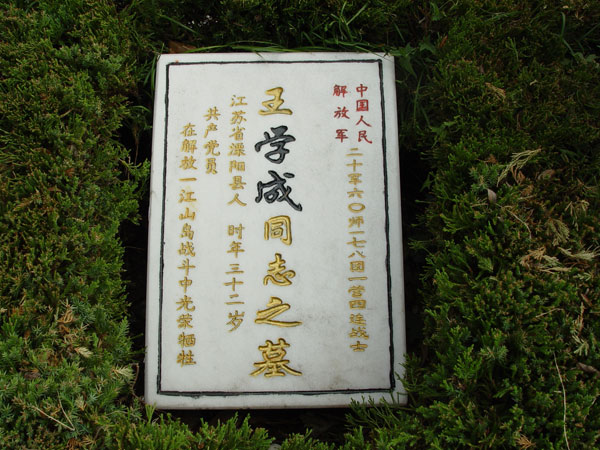 中国人民
解放军
二十军六〇师一七八团一营四连战士
王学成同志之墓
江苏省溧阳县人 时年三十二岁
共产党员
在解放一江山岛战斗中光荣牺牲